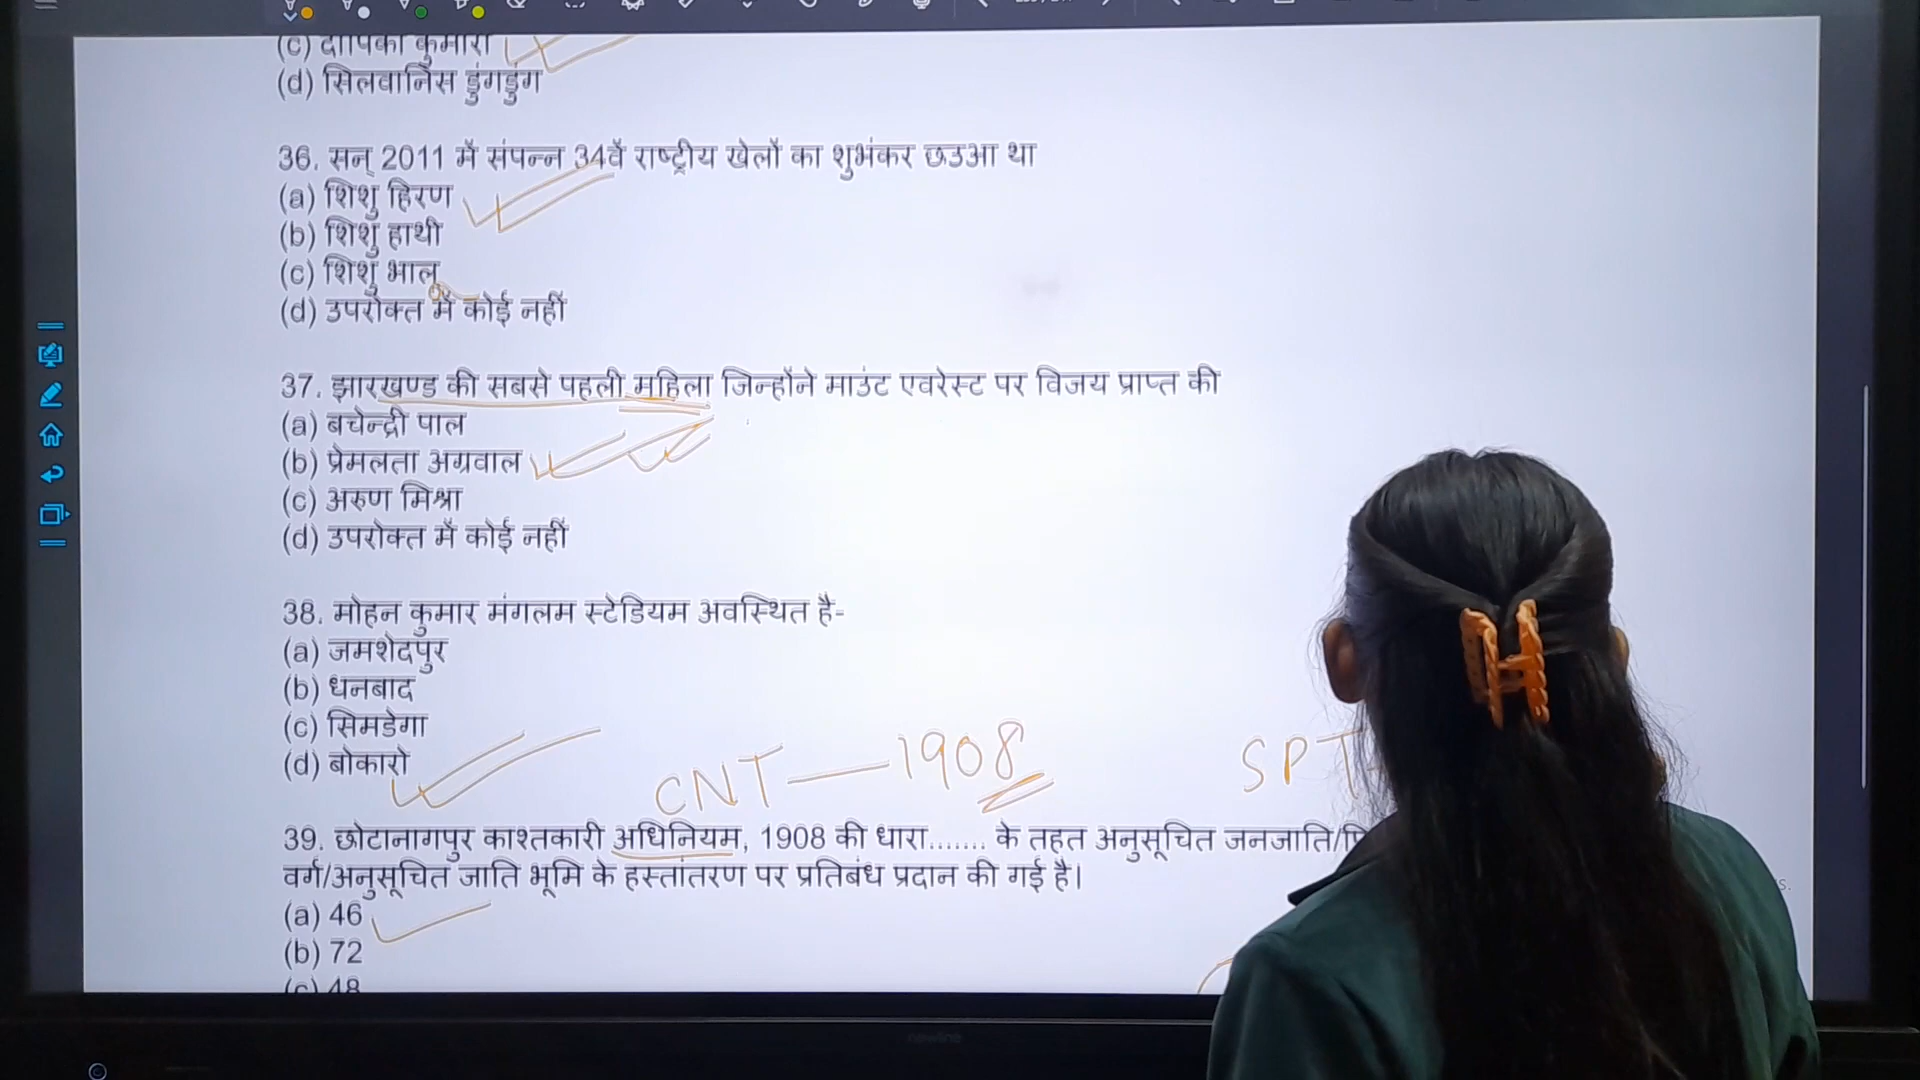 (c) दीपिका कुमारी
(d) सिलवानिस डुंगडुंग
36. सन् 2011 में संपन्न 34वें राष्ट्रीय खेलों का शुभंकर छउआ था
(a) शिशु हिरण
(b) शिशु हाथी
(c) शिशु भालू
(d) उपरोक्त में कोई नहीं
37. झारखण्ड की सबसे पहली महिला जिन्होंने माउंट एवरेस्ट पर विजय प्राप्त की
(a) बचेन्द्री पाल
(b) प्रेमलता अग्रवाल
(c) अरुण मिश्रा
(d) उपरोक्त में कोई नहीं
38. मोहन कुमार मंगलम स्टेडियम अवस्थित है-
(a) जमशेदपुर
(b) धनबाद
(c) सिमडेगा
(d) बोकारो
CNT — 1908
SPT
39. छोटानागपुर काश्तकारी अधिनियम, 1908 की धारा....... के तहत अनुसूचित जनजाति/
वर्ग/अनुसूचित जाति भूमि के हस्तांतरण पर प्रतिबंध प्रदान की गई है।
(a) 46
(b) 72
(c) 48
newline